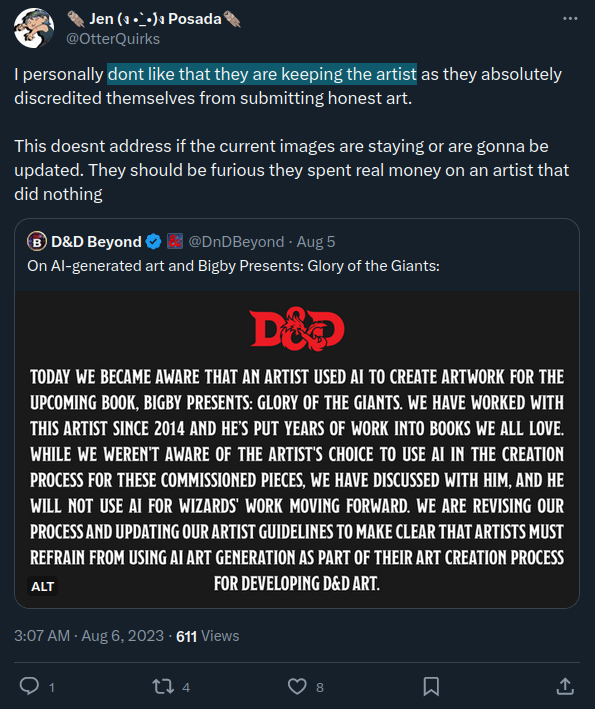 🪵 Jen (ง •̀_•́)ง Posada🪵
@OtterQuirks
I personally dont like that they are keeping the artist as they absolutely
discredited themselves from submitting honest art.
This doesnt address if the current images are staying or are gonna be
updated. They should be furious they spent real money on an artist that
did nothing
B D&D Beyond @DnDBeyond · Aug 5
On AI-generated art and Bigby Presents: Glory of the Giants:
D&D
TODAY WE BECAME AWARE THAT AN ARTIST USED AI TO CREATE ARTWORK FOR THE
UPCOMING BOOK, BIGBY PRESENTS: GLORY OF THE GIANTS. WE HAVE WORKED WITH
THIS ARTIST SINCE 2014 AND HE'S PUT YEARS OF WORK INTO BOOKS WE ALL LOVE.
WHILE WE WEREN'T AWARE OF THE ARTIST'S CHOICE TO USE AI IN THE CREATION
PROCESS FOR THESE COMMISSIONED PIECES, WE HAVE DISCUSSED WITH HIM, AND HE
WILL NOT USE AI FOR WIZARDS' WORK MOVING FORWARD. WE ARE REVISING OUR
PROCESS AND UPDATING OUR ARTIST GUIDELINES TO MAKE CLEAR THAT ARTISTS MUST
REFRAIN FROM USING AI ART GENERATION AS PART OF THEIR ART CREATION PROCESS
FOR DEVELOPING D&D ART.
ALT
3:07 AM · Aug 6, 2023 · 611 Views
1 4 8